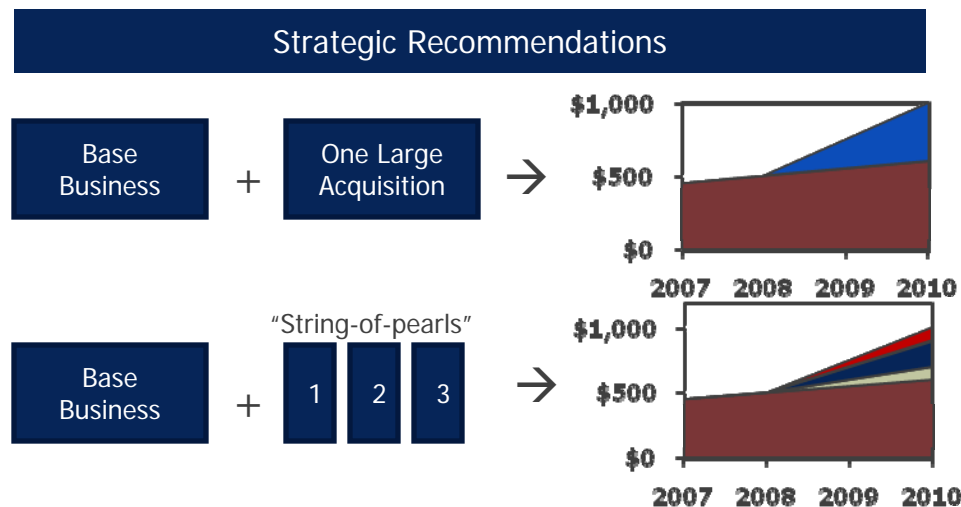 Strategic Recommendations
Base
Business
+
One Large
Acquisition
→
$1,000
$500
$0
2007 2008 2009 2010
Base
Business
+
“String-of-pearls”
1 2 3
→
$1,000
$500
$0
2007 2008 2009 2010